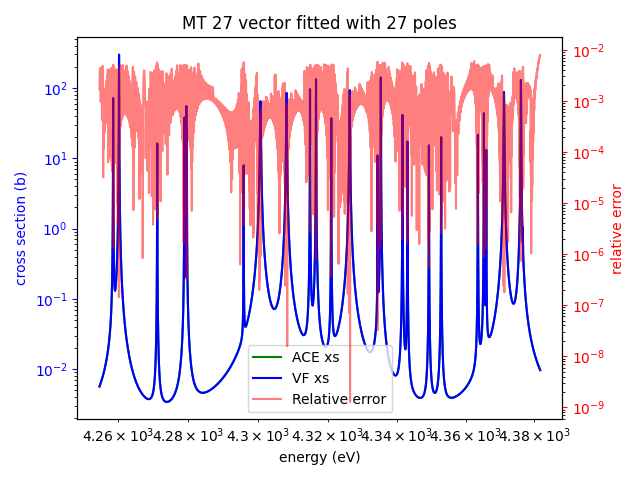 MT 27 vector fitted with 27 poles
cross section (b)
10²
10¹
10⁰
10⁻¹
10⁻²
10⁻²
10⁻³
10⁻⁴
10⁻⁵
10⁻⁶
10⁻⁷
10⁻⁸
10⁻⁹
relative error
ACE xs
VF xs
Relative error
4.26 × 10³ 4.28 × 10³ 4.3 × 10³ 4.32 × 10³ 4.34 × 10³ 4.36 × 10³ 4.38 × 10³
energy (eV)